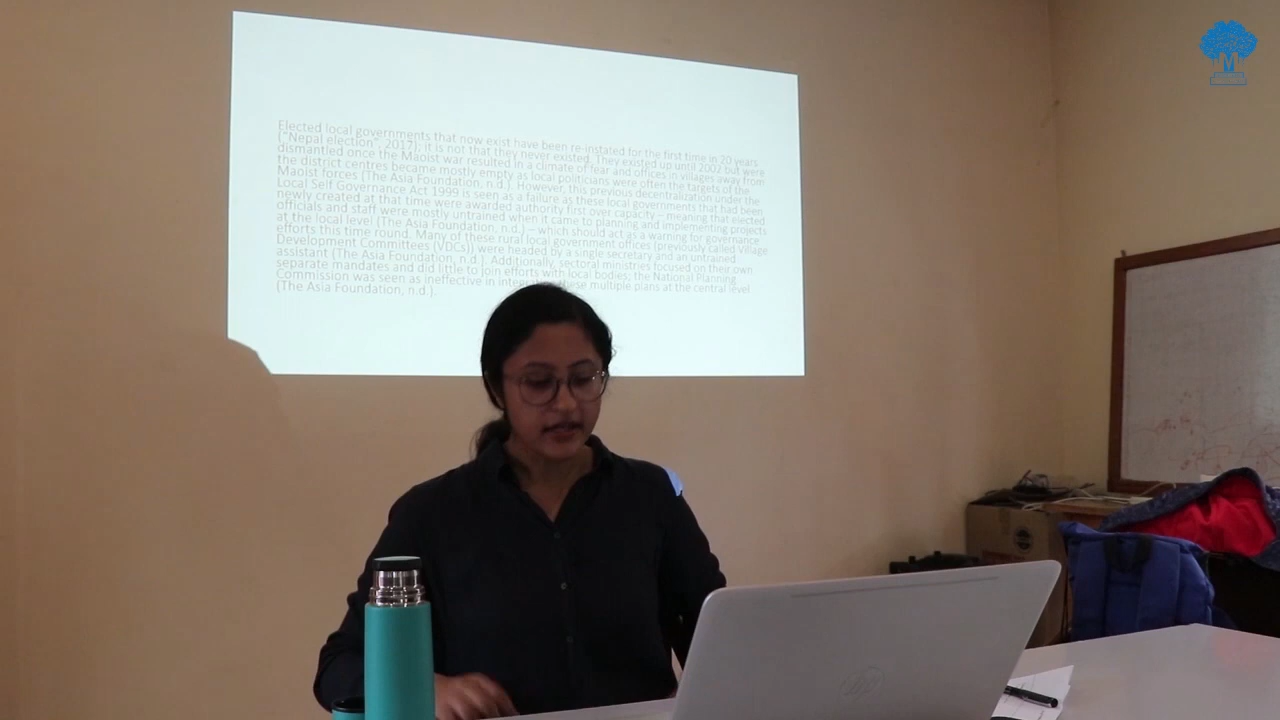 Elected local governments that now exist have been re-instated for the first time in 20 years
("Nepal election", 2017); it is not that they never existed. They existed up until 2002 but were
dismantled once the Maoist war resulted in a climate of fear and offices in villages away from
the district centres became mostly empty as local politicians were often the targets of the
Maoist forces (The Asia Foundation, n.d.). However, this previous decentralization under the
Local Self Governance Act 1999 is seen as a failure as these local governments that had been
newly created at that time were awarded authority first over capacity – meaning that elected
officials and staff were mostly untrained when it came to planning and implementing projects
at the local level (The Asia Foundation, n.d.) – which should act as a warning for governance
efforts this time round. Many of these rural local government offices (previously called Village
Development Committees (VDCs)) were headed by a single secretary and an untrained
assistant (The Asia Foundation, n.d.). Additionally, sectoral ministries focused on their own
separate mandates and did little to join efforts with local bodies; the National Planning
Commission was seen as ineffective in these multiple plans at the central level
(The Asia Foundation, n.d.).
M
hp